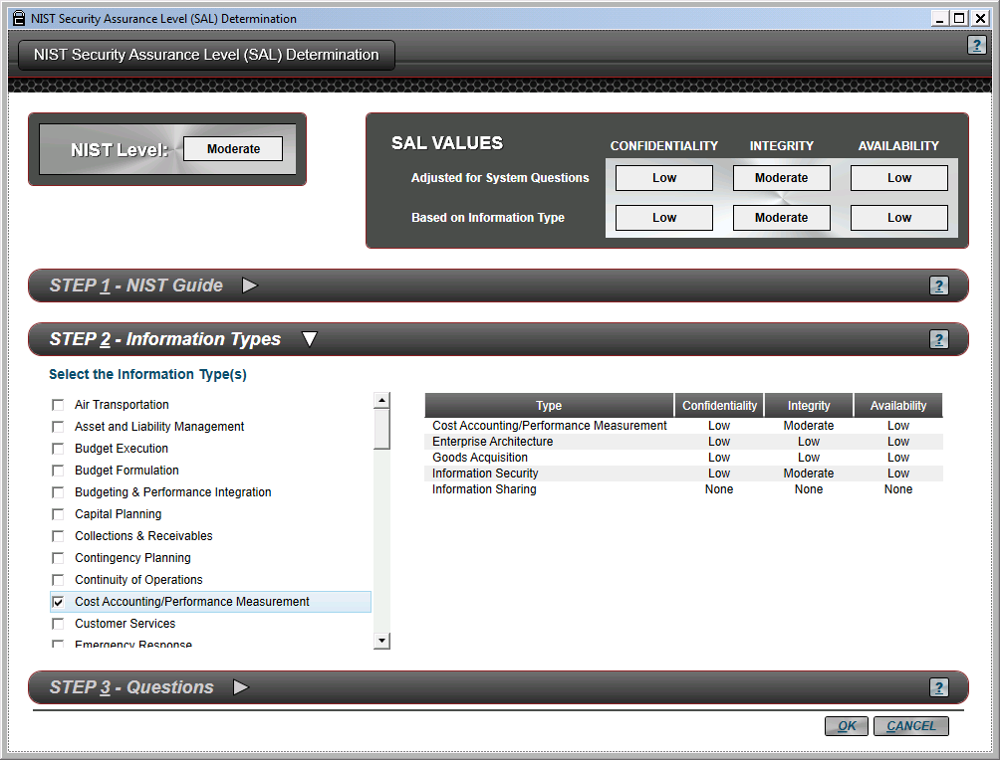 NIST Security Assurance Level (SAL) Determination
NIST Security Assurance Level (SAL) Determination
?
NIST Level: Moderate
SAL VALUES CONFIDENTIALITY INTEGRITY AVAILABILITY
Adjusted for System Questions Low Moderate Low
Based on Information Type Low Moderate Low
STEP 1 - NIST Guide ?
STEP 2 - Information Types ?
Select the Information Type(s)
Air Transportation
Asset and Liability Management
Budget Execution
Budget Formulation
Budgeting & Performance Integration
Capital Planning
Collections & Receivables
Contingency Planning
Continuity of Operations
Cost Accounting/Performance Measurement
Customer Services
Emergency Response
Type Confidentiality Integrity Availability
Cost Accounting/Performance Measurement Low Moderate Low
Enterprise Architecture Low Low Low
Goods Acquisition Low Low Low
Information Security Low Moderate Low
Information Sharing None None None
STEP 3 - Questions ?
OK CANCEL